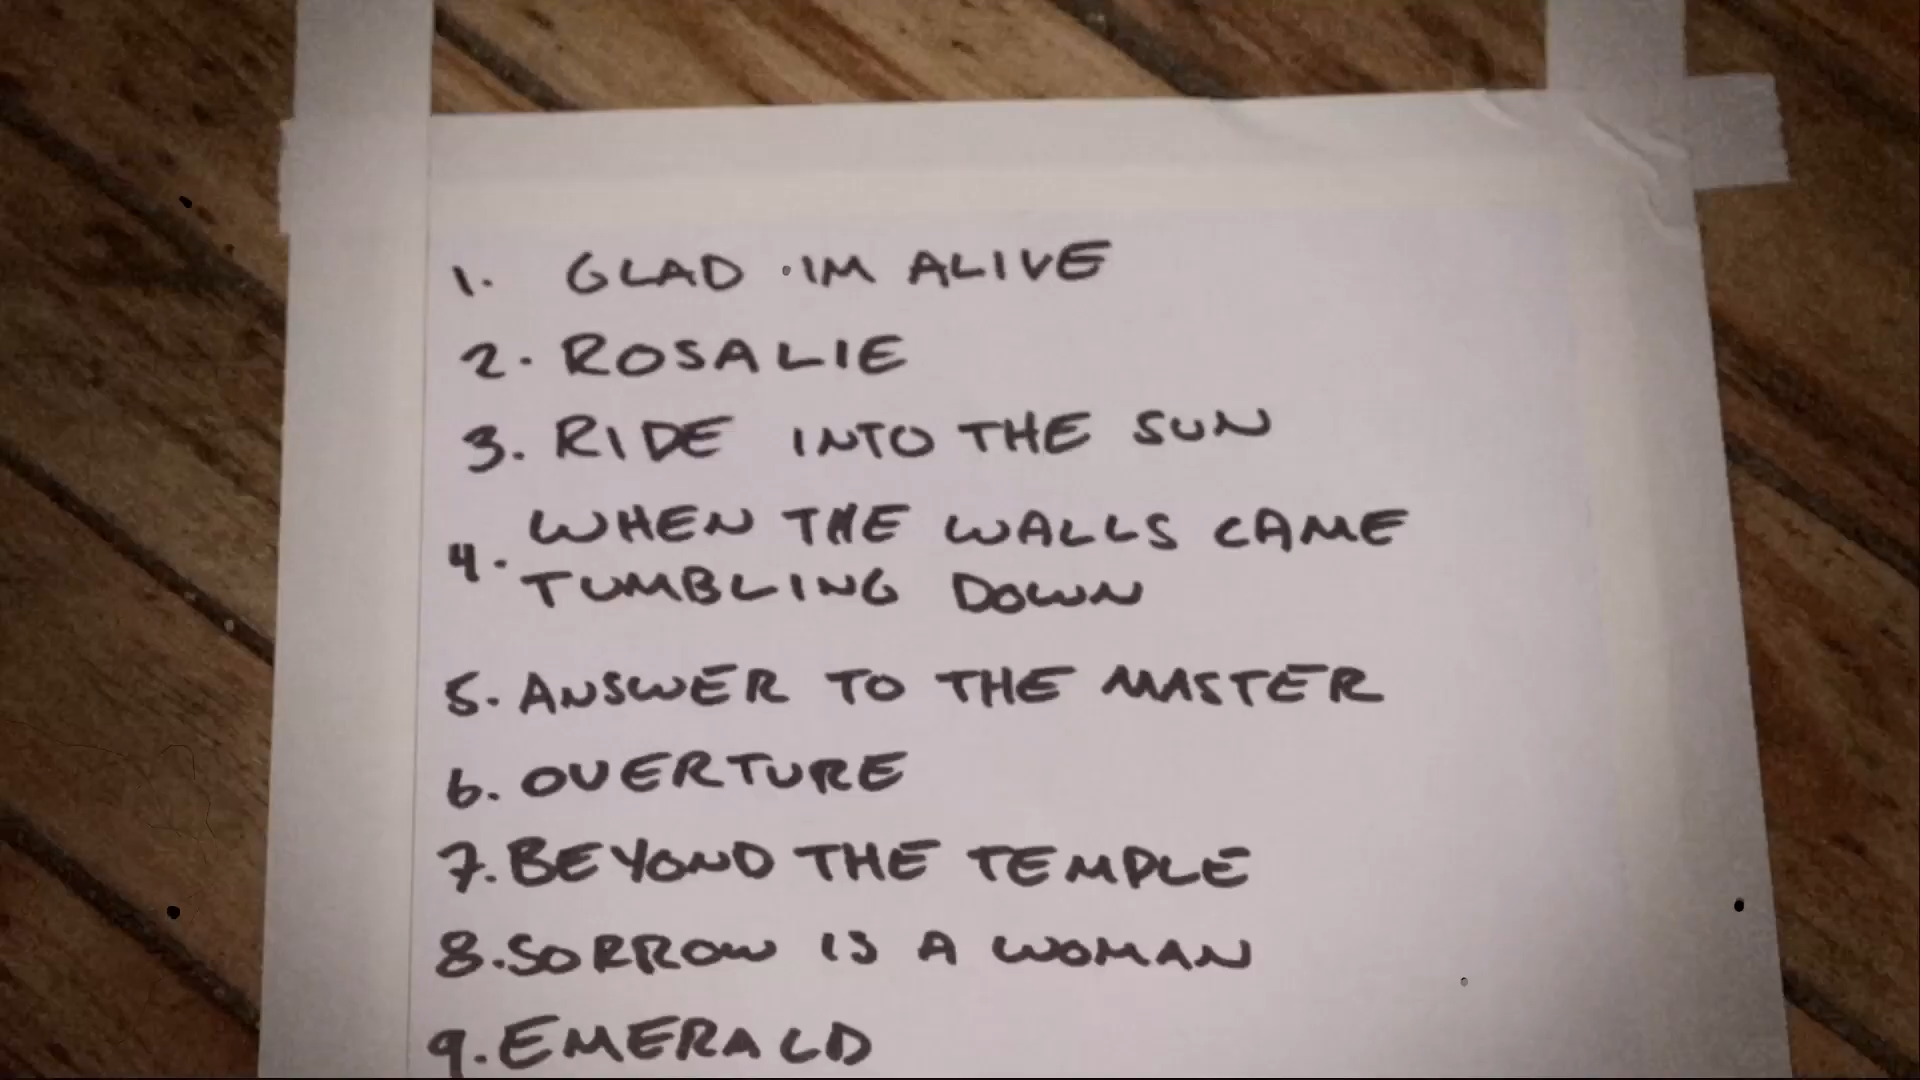 1. GLAD IM ALIVE
2. ROSALIE
3. RIDE INTO THE SUN
4. WHEN THE WALLS CAME
TUMBLING DOWN
5. ANSWER TO THE MASTER
6. OVERTURE
7. BEYOND THE TEMPLE
8. SORROW IS A WOMAN
9. EMERALD